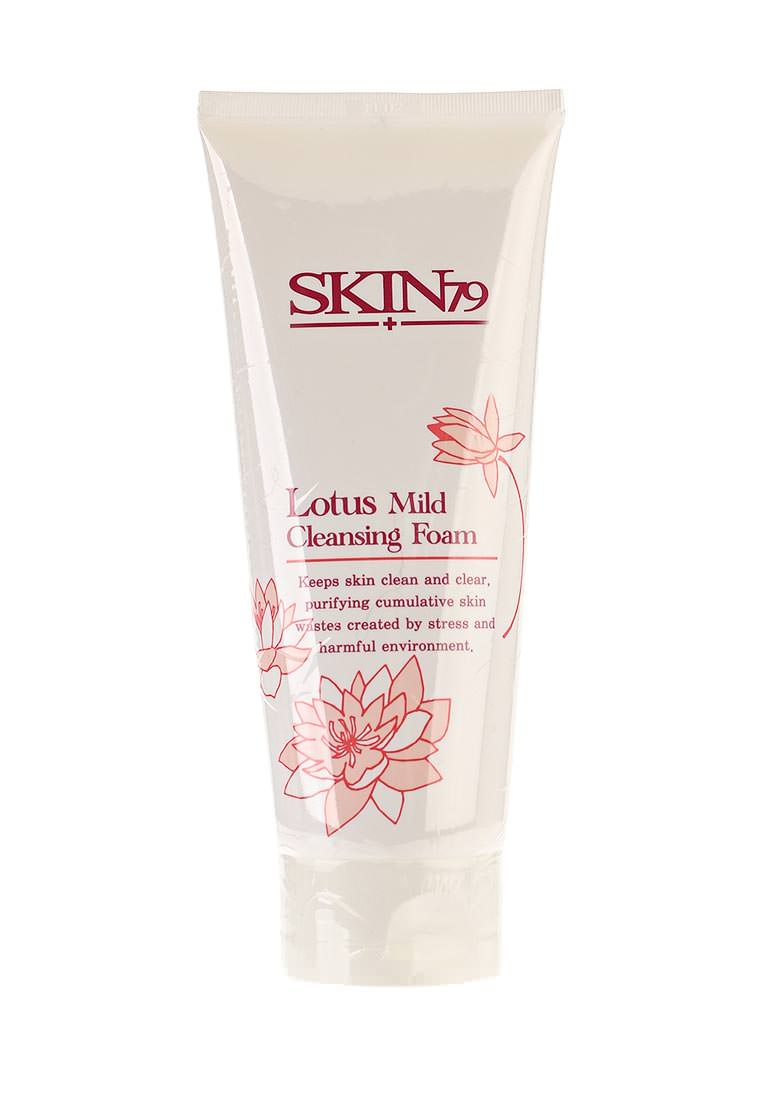 SKIN79
Lotus Mild
Cleansing Foam
Keeps skin clean and clear,
purifying cumulative skin
wastes created by stress and
harmful environment.